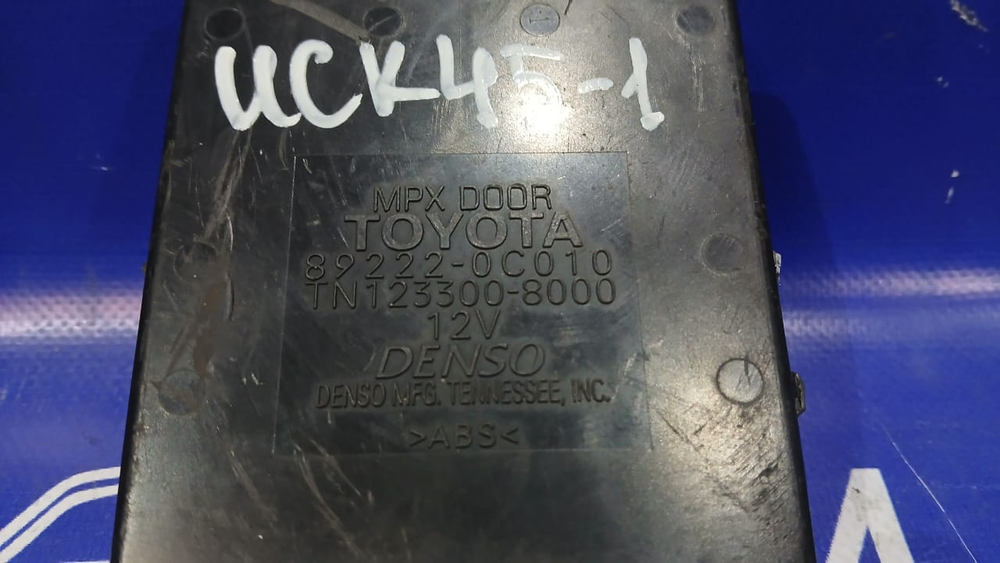 UCK45-1
MPX DOOR
TOYOTA
89222-0C010
TN123300-8000
12V
DENSO
DENSO MFG. TENNESSEE, INC.
>ABS<